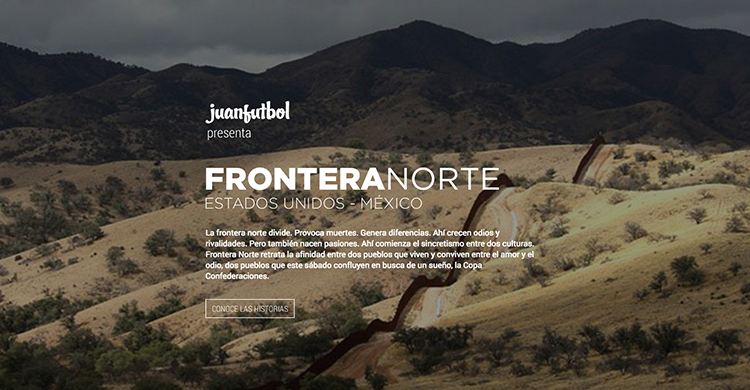 juanfutbol
presenta
FRONTERANORTE
ESTADOS UNIDOS - MÉXICO
La frontera norte divide. Provoca muertes. Genera diferencias. Ahí crecen odios y
rivalidades. Pero también nacen pasiones. Ahí comienza el sincretismo entre dos culturas.
Frontera Norte retrata la afinidad entre dos pueblos que viven y conviven entre el amor y el
odio, dos pueblos que este sábado confluyen en busca de un sueño, la Copa
Confederaciones.
CONOCE LAS HISTORIAS